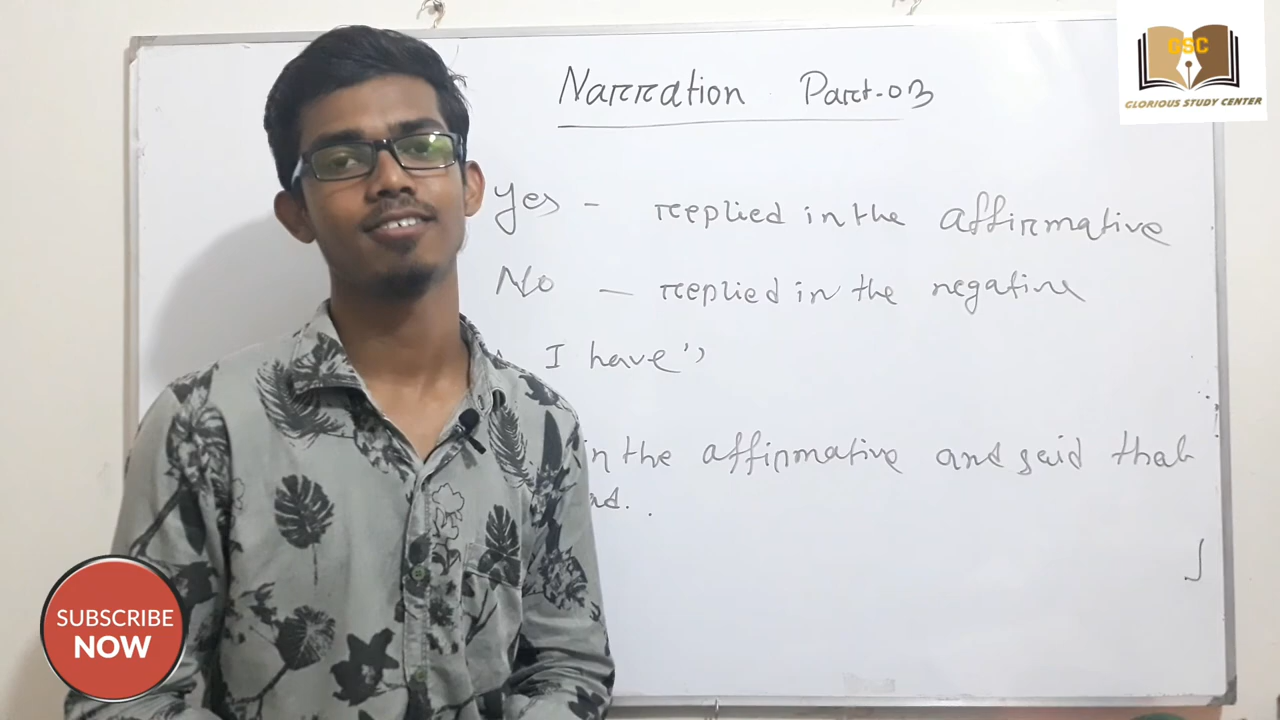 GSC
GLORIOUS STUDY CENTER
Narration Part-03
Yes - replied in the affirmative
No - replied in the negative
I have”
in the affirmative and said that
SUBSCRIBE
NOW